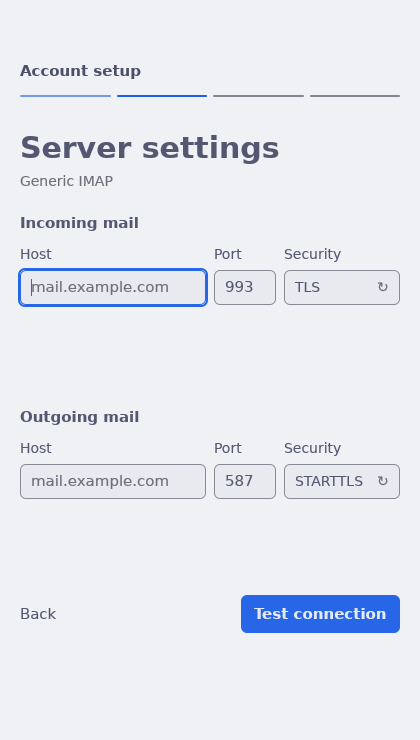 Account setup
Server settings
Generic IMAP
Incoming mail
Host Port Security
mail.example.com 993 TLS ↻
Outgoing mail
Host Port Security
mail.example.com 587 STARTTLS ↻
Back Test connection